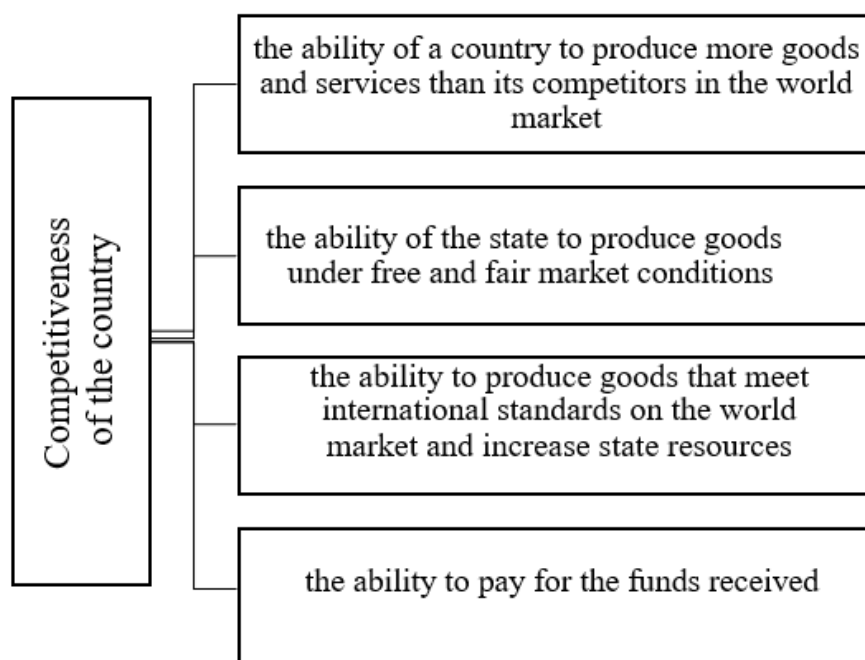 Competitiveness
of the country
the ability of a country to produce more goods
and services than its competitors in the world
market
the ability of the state to produce goods
under free and fair market conditions
the ability to produce goods that meet
international standards on the world
market and increase state resources
the ability to pay for the funds received